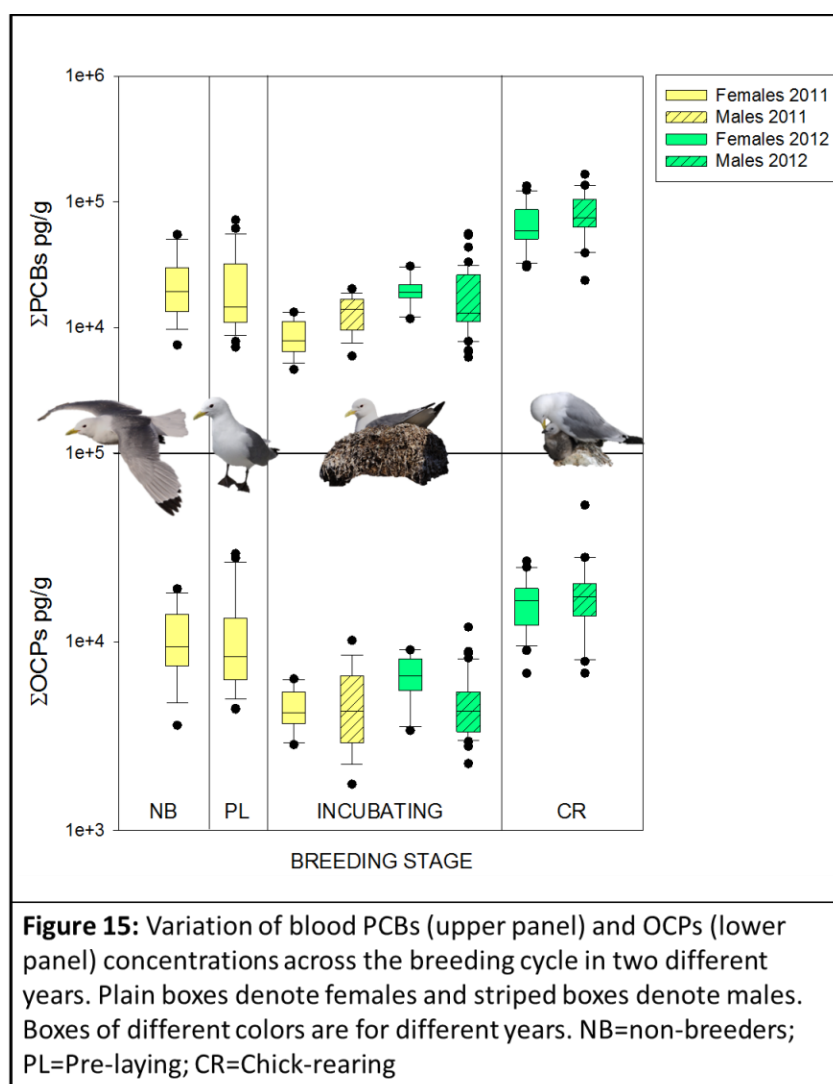 1e+6
Females 2011
Males 2011
Females 2012
Males 2012
1e+5
ΣPCBs pg/g
1e+4
1e+5
ΣOCPs pg/g
1e+4
NB
PL
INCUBATING
CR
1e+3
BREEDING STAGE
Figure 15: Variation of blood PCBs (upper panel) and OCPs (lower
panel) concentrations across the breeding cycle in two different
years. Plain boxes denote females and striped boxes denote males.
Boxes of different colors are for different years. NB=non-breeders;
PL=Pre-laying; CR=Chick-rearing